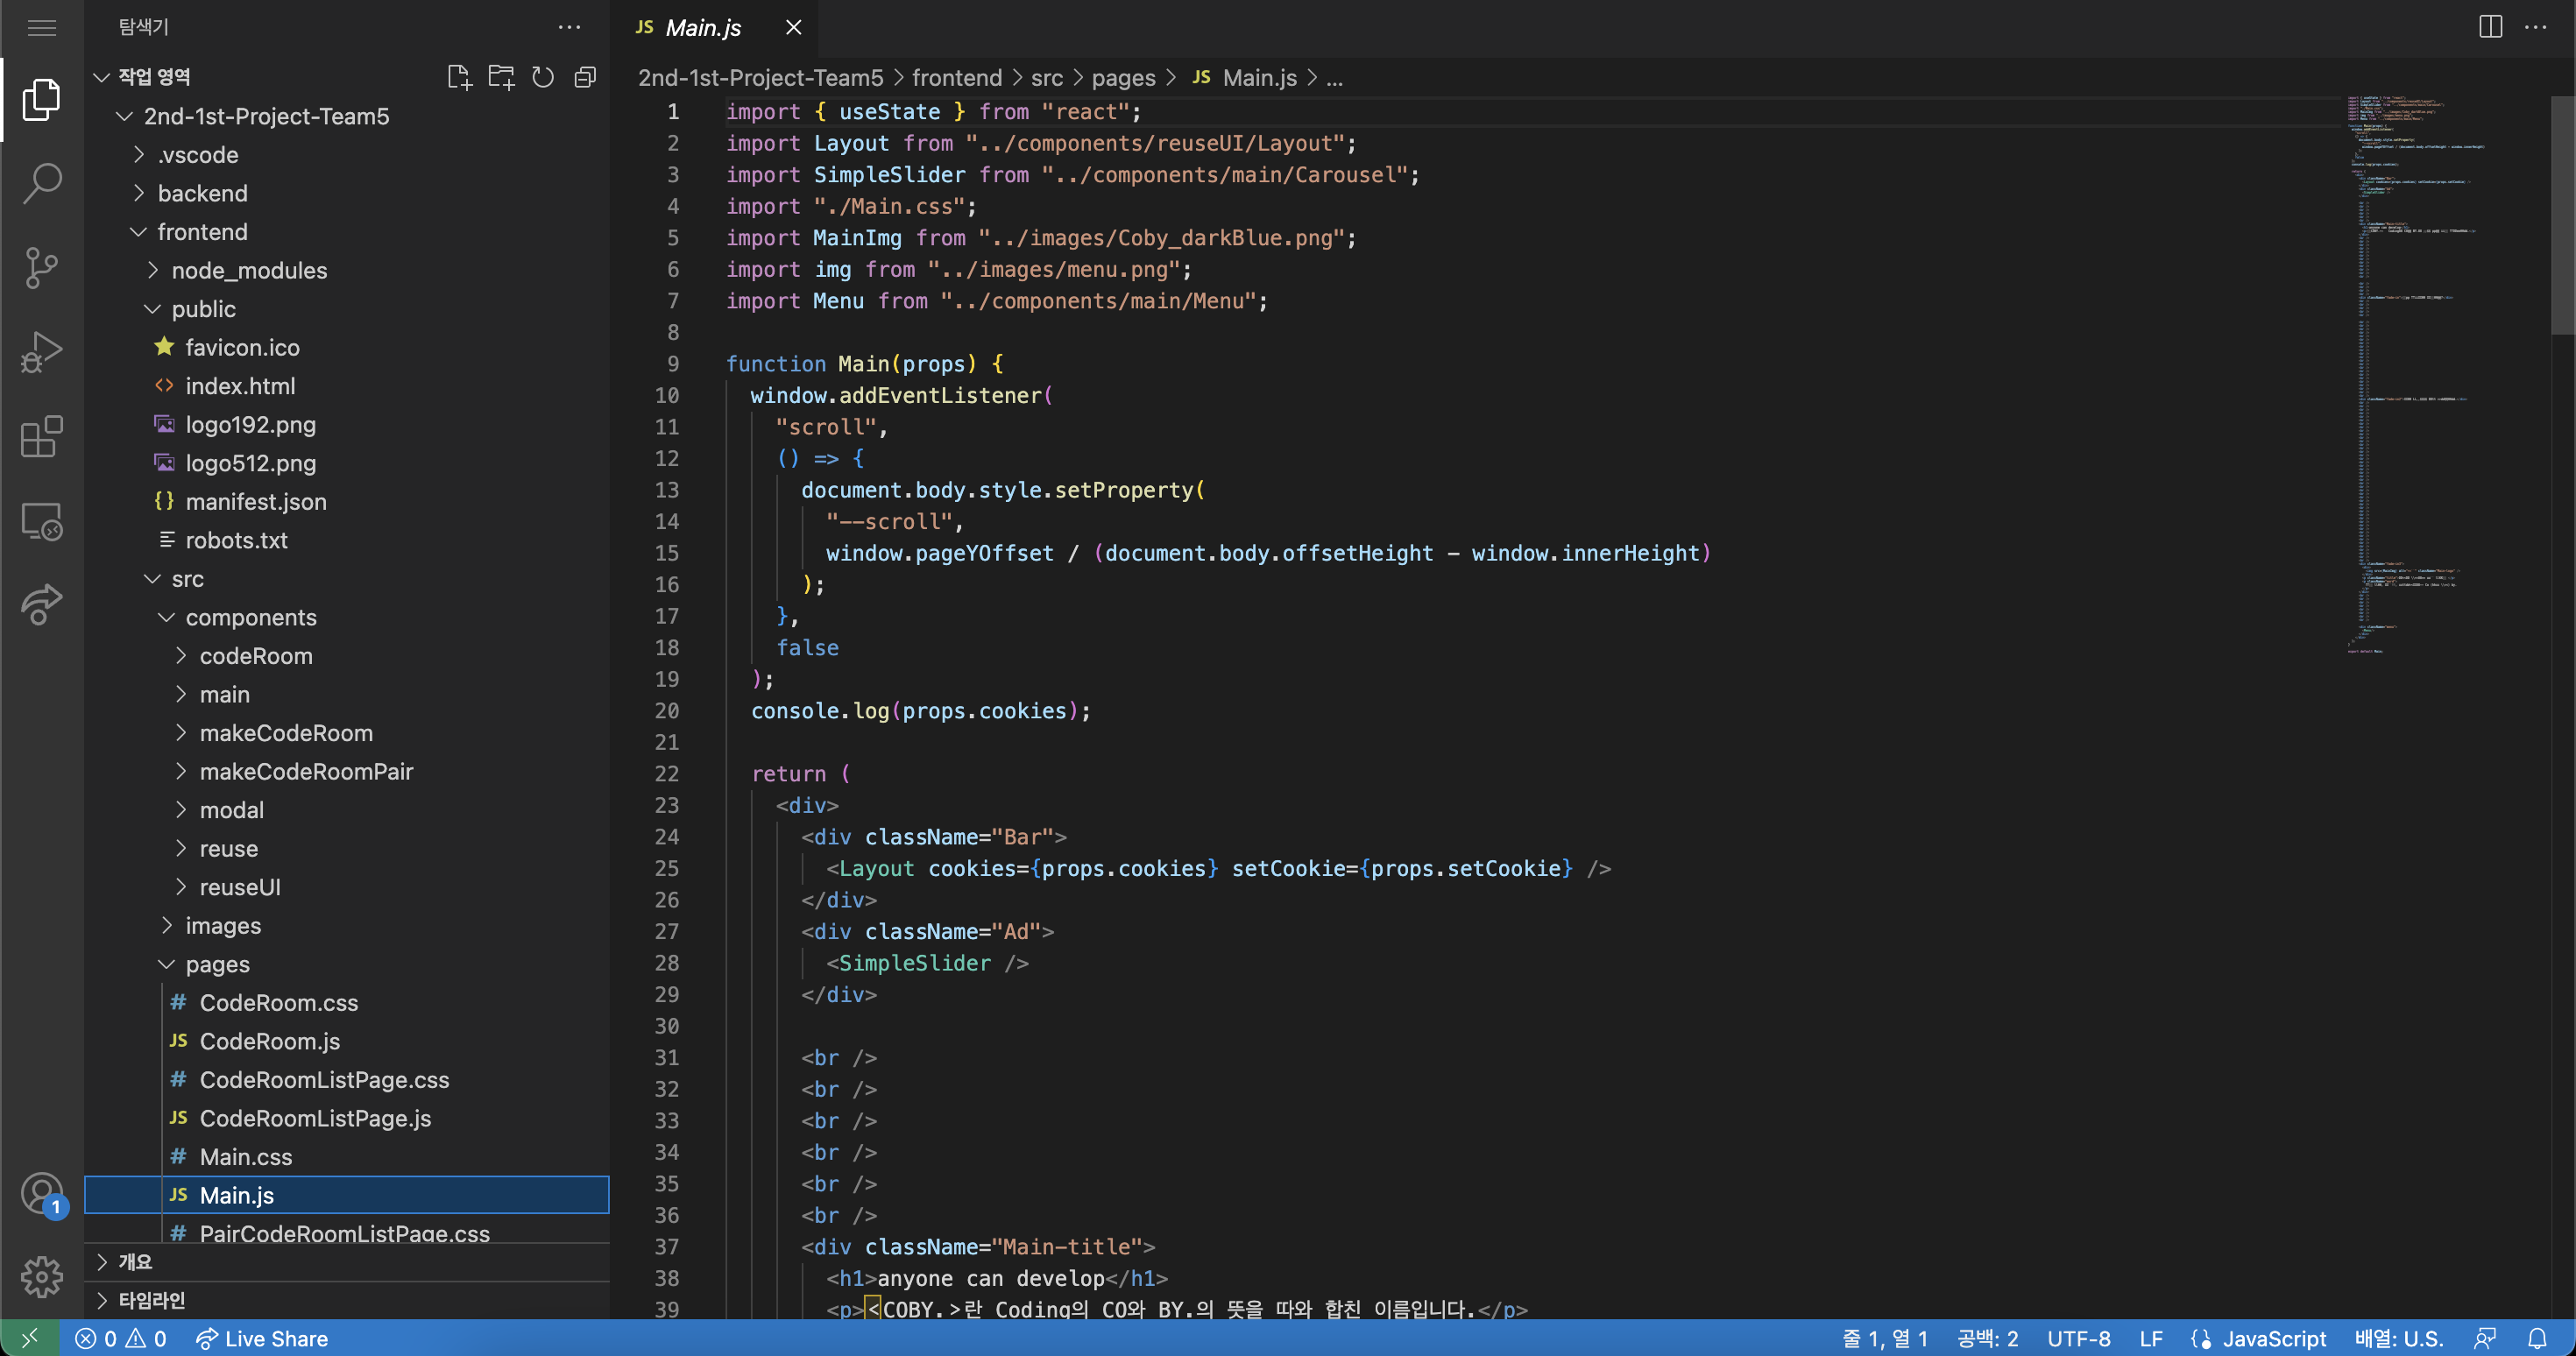 탐색기
작업 영역
2nd-1st-Project-Team5
.vscode
backend
frontend
node_modules
public
favicon.ico
index.html
logo192.png
logo512.png
manifest.json
robots.txt
src
components
codeRoom
main
makeCodeRoom
makeCodeRoomPair
modal
reuse
reuseUI
images
pages
CodeRoom.css
CodeRoom.js
CodeRoomListPage.css
CodeRoomListPage.js
Main.css
Main.js
PairCodeRoomListPage.css
개요
타임라인
JS Main.js
2nd-1st-Project-Team5 > frontend > src > pages > JS Main.js > ...
1 import { useState } from "react";
2 import Layout from "../components/reuseUI/Layout";
3 import SimpleSlider from "../components/main/Carousel";
4 import "./Main.css";
5 import MainImg from "../images/Coby_darkBlue.png";
6 import img from "../images/menu.png";
7 import Menu from "../components/main/Menu";
8
9 function Main(props) {
10 window.addEventListener(
11 "scroll",
12 () => {
13 document.body.style.setProperty(
14 "--scroll",
15 window.pageYOffset / (document.body.offsetHeight - window.innerHeight)
16 );
17 },
18 false
19 );
20 console.log(props.cookies);
21
22 return (
23 <div>
24 <div className="Bar">
25 <Layout cookies={props.cookies} setCookie={props.setCookie} />
26 </div>
27 <div className="Ad">
28 <SimpleSlider />
29 </div>
30
31 <br />
32 <br />
33 <br />
34 <br />
35 <br />
36 <br />
37 <div className="Main-title">
38 <h1>anyone can develop</h1>
39 <p><COBY.>란 Coding의 CO와 BY.의 뜻을 따와 합친 이름입니다.</p>
1
0 0 Live Share
줄 1, 열 1 공백: 2 UTF-8 LF JavaScript 배열: U.S.